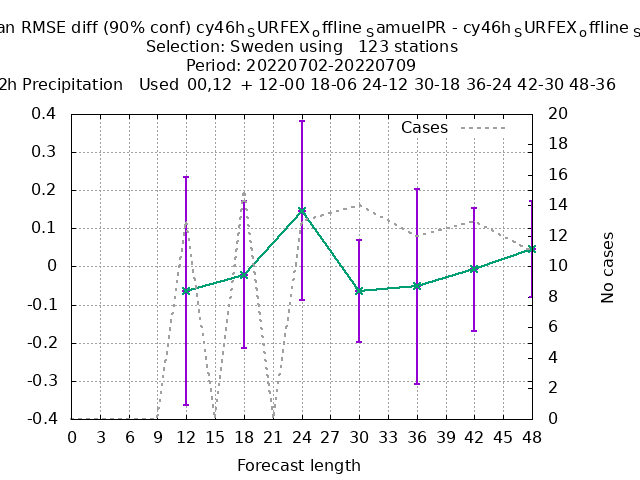 an RMSE diff (90% conf) cy46hSURFEXofflineSamuelPR - cy46hSURFEXofflineS
Selection: Sweden using   123 stations
Period: 20220702-20220709
2h Precipitation   Used 00,12  + 12-00 18-06 24-12 30-18 36-24 42-30 48-36
Cases
0.4
0.3
0.2
0.1
0
-0.1
-0.2
-0.3
-0.4
20
18
16
14
12
10
8
6
4
2
0
No cases
0 3 6 9 12 15 18 21 24 27 30 33 36 39 42 45 48
Forecast length